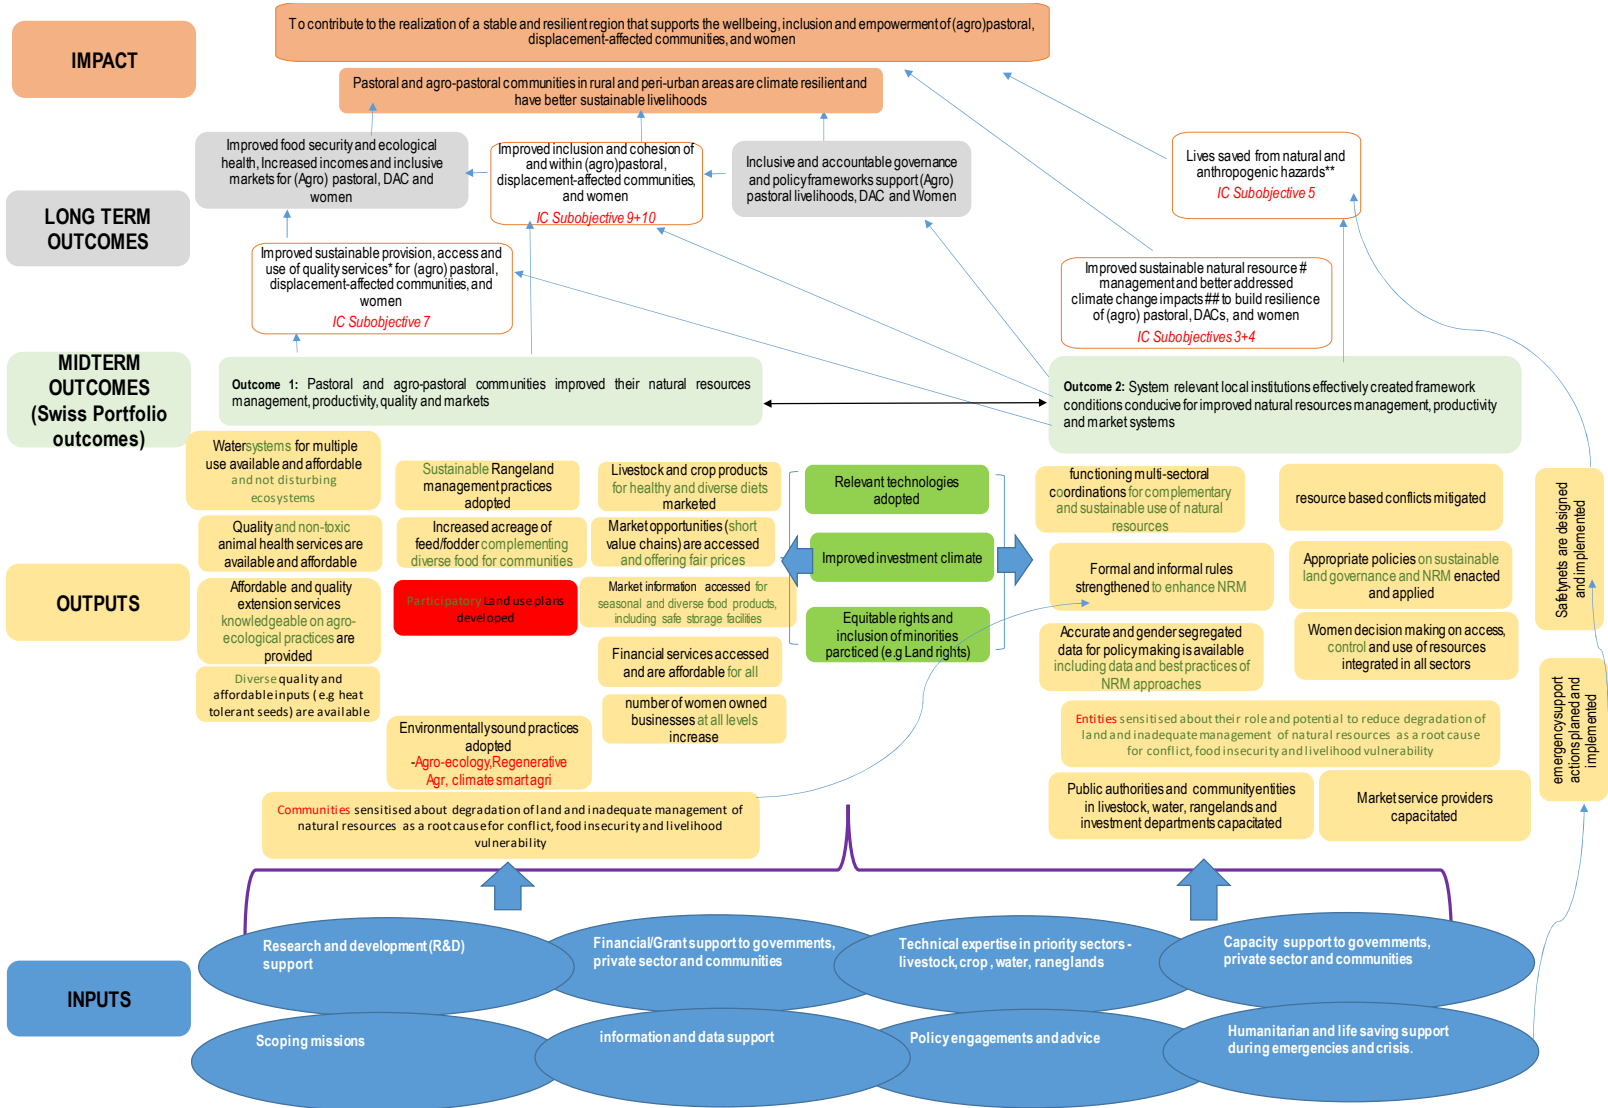 IMPACT
To contribute to the realization of a stable and resilient region that supports the wellbeing, inclusion and empowerment of (agro)pastoral,
displacement-affected communities, and women
Pastoral and agro-pastoral communities in rural and peri-urban areas are climate resilient and
have better sustainable livelihoods
LONG TERM
OUTCOMES
Improved food security and ecological
health, Increased incomes and inclusive
markets for (Agro) pastoral, DAC and
women
Improved inclusion and cohesion of
and within (agro)pastoral,
displacement-affected communities,
and women
IC Subobjective 9+10
Inclusive and accountable governance
and policy frameworks support (Agro)
pastoral livelihoods, DAC and Women
Lives saved from natural and
anthropogenic hazards**
IC Subobjective 5
Improved sustainable provision, access and
use of quality services* for (agro) pastoral,
displacement-affected communities, and
women
IC Subobjective 7
Improved sustainable natural resource #
management and better addressed
climate change impacts ## to build resilience
of (agro) pastoral, DACs, and women
IC Subobjectives 3+4
MIDTERM
OUTCOMES
(Swiss Portfolio
outcomes)
Outcome 1: Pastoral and agro-pastoral communities improved their natural resources
management, productivity, quality and markets
Outcome 2: System relevant local institutions effectively created framework
conditions conducive for improved natural resources management, productivity
and market systems
OUTPUTS
Water systems for multiple
use available and affordable
and not disturbing
ecosystems
Quality and non-toxic
animal health services are
available and affordable
Affordable and quality
extension services
knowledgeable on agro-
ecological practices are
provided
Diverse quality and
affordable inputs (e.g heat
tolerant seeds) are available
Sustainable Rangeland
management practices
adopted
Increased acreage of
feed/fodder complementing
diverse food for communities
Participatory Land use plans
developed
Environmentally sound practices
adopted
-Agro-ecology,Regenerative
Agr, climate smart agri
Livestock and crop products
for healthy and diverse diets
marketed
Market opportunities (short
value chains) are accessed
and offering fair prices
Market information accessed for
seasonal and diverse food products,
including safe storage facilities
Financial services accessed
and are affordable for all
number of women owned
businesses at all levels
increase
Communities sensitised about degradation of land and inadequate management of
natural resources as a root cause for conflict, food insecurity and livelihood
vulnerability
Relevant technologies
adopted
Improved investment climate
Equitable rights and
inclusion of minorities
parcticed (e.g Land rights)
functioning multi-sectoral
coordinations for complementary
and sustainable use of natural
resources
Formal and informal rules
strengthened to enhance NRM
Accurate and gender segregated
data for policy making is available
including data and best practices of
NRM approaches
resource based conflicts mitigated
Appropriate policies on sustainable
land governance and NRM enacted
and applied
Women decision making on access,
control and use of resources
integrated in all sectors
Entities sensitised about their role and potential to reduce degradation of
land and inadequate management of natural resources as a root cause
for conflict, food insecurity and livelihood vulnerability
Public authorities and community entities
in livestock, water, rangelands and
investment departments capacitated
Market service providers
capacitated
Safetynets are designed
and implemented
emergency support
actions planed and
implemented
INPUTS
Research and development (R&D)
support
Financial/Grant support to governments,
private sector and communities
Technical expertise in priority sectors -
livestock, crop , water, raneglands
Capacity support to governments,
private sector and communities
Scoping missions
information and data support
Policy engagements and advice
Humanitarian and life saving support
during emergencies and crisis.